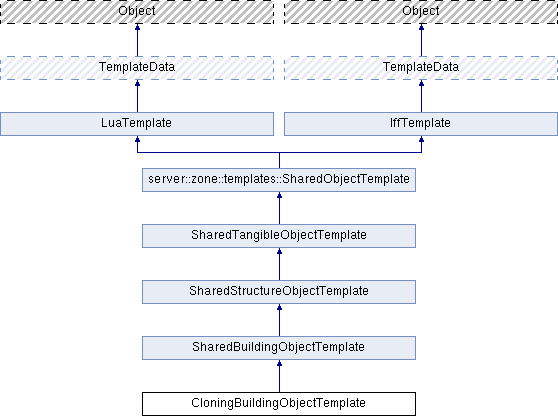 Object Object
TemplateData TemplateData
LuaTemplate IffTemplate
server::zone::templates::SharedObjectTemplate
SharedTangibleObjectTemplate
SharedStructureObjectTemplate
SharedBuildingObjectTemplate
CloningBuildingObjectTemplate